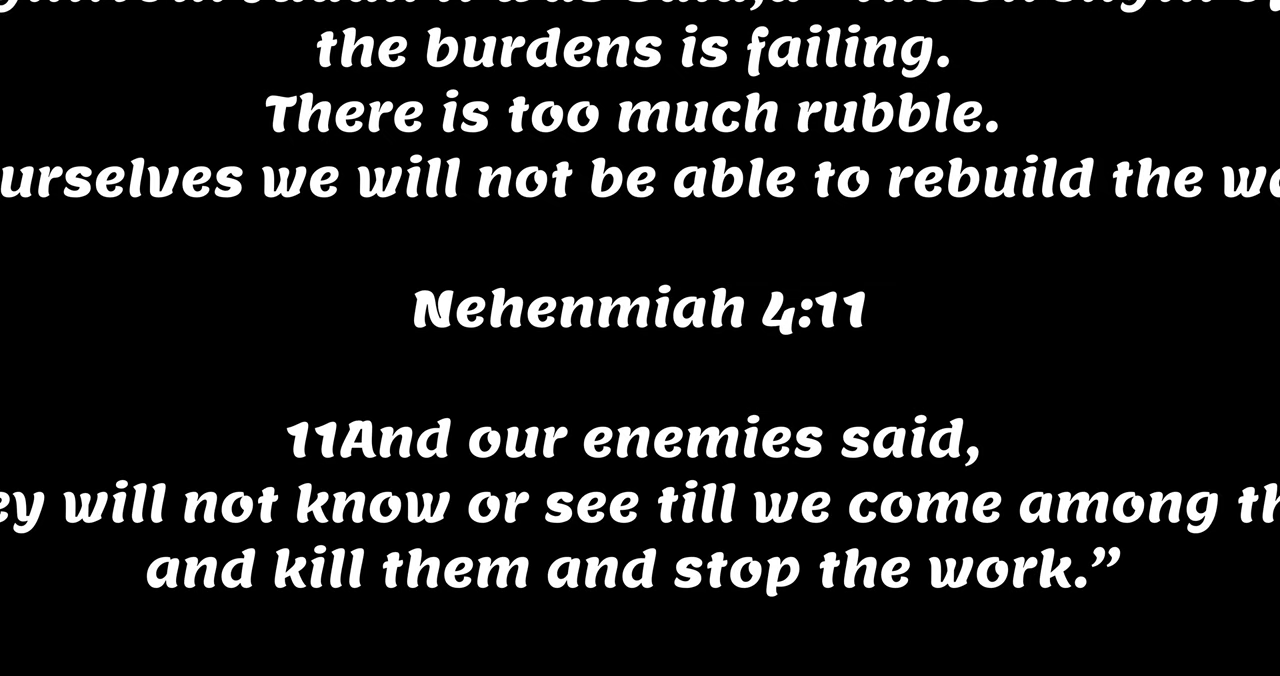 the burdens is failing.
There is too much rubble.
urselves we will not be able to rebuild the
Nehenmiah 4:11
11And our enemies said,
will not know or see till we come among
and kill them and stop the work.”